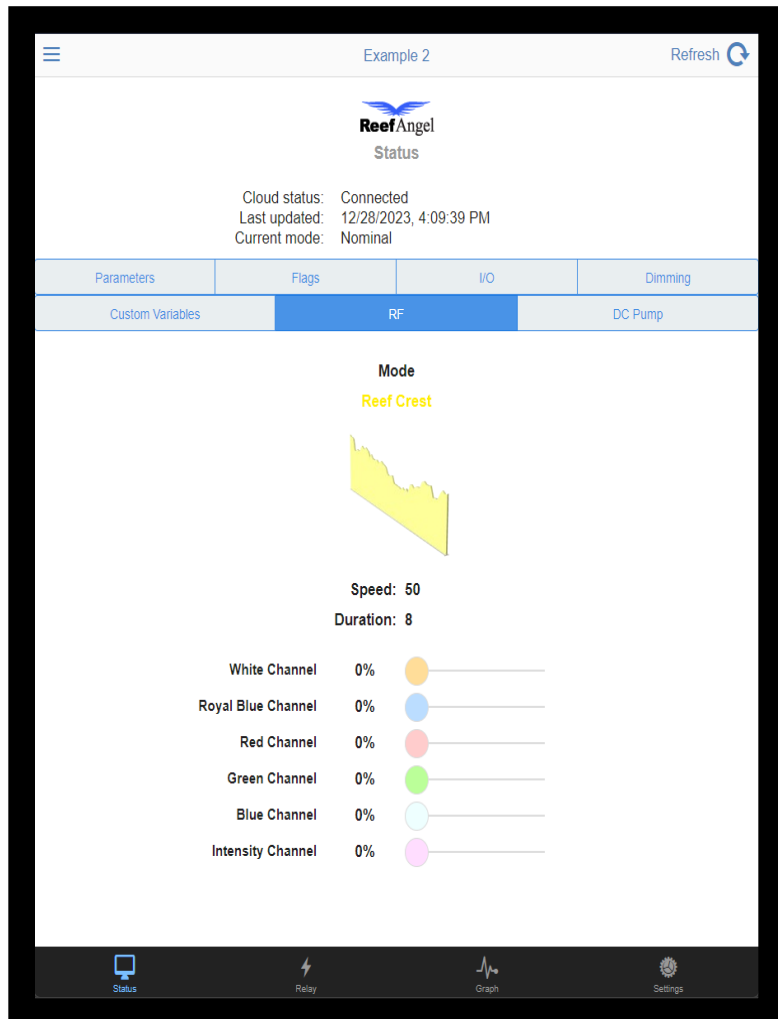 Example 2 Refresh
ReefAngel
Status
Cloud status: Connected
Last updated: 12/28/2023, 4:09:39 PM
Current mode: Nominal
Parameters Flags I/O Dimming
Custom Variables RF DC Pump
Mode
Reef Crest
Speed: 50
Duration: 8
White Channel 0%
Royal Blue Channel 0%
Red Channel 0%
Green Channel 0%
Blue Channel 0%
Intensity Channel 0%
Status Relay Graph Settings